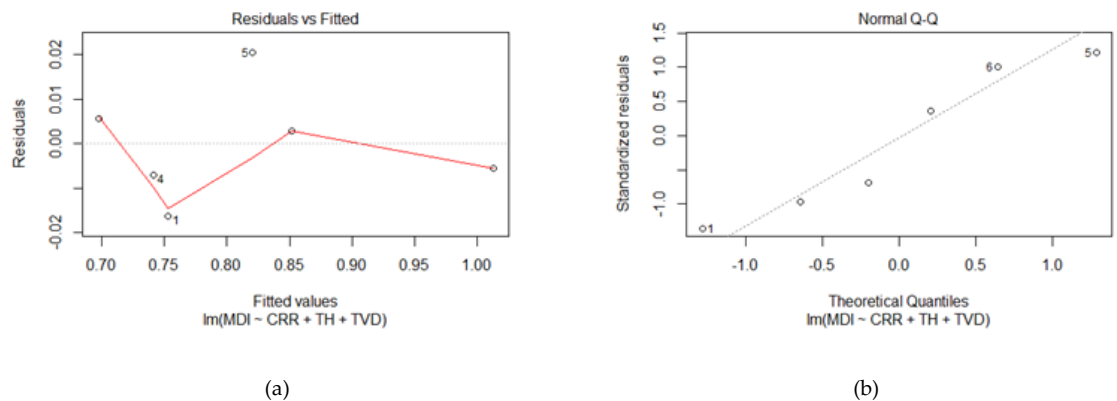 Residuals vs Fitted
Residuals
0.02
0.01
0.00
-0.02
5
4
1
0.70 0.75 0.80 0.85 0.90 0.95 1.00
Fitted values
lm(MDI ~ CRR + TH + TVD)
(a)
Normal Q-Q
Standardized residuals
1.5
1.0
0.5
0.0
-1.0
6
5
1
-1.0 -0.5 0.0 0.5 1.0
Theoretical Quantiles
lm(MDI ~ CRR + TH + TVD)
(b)